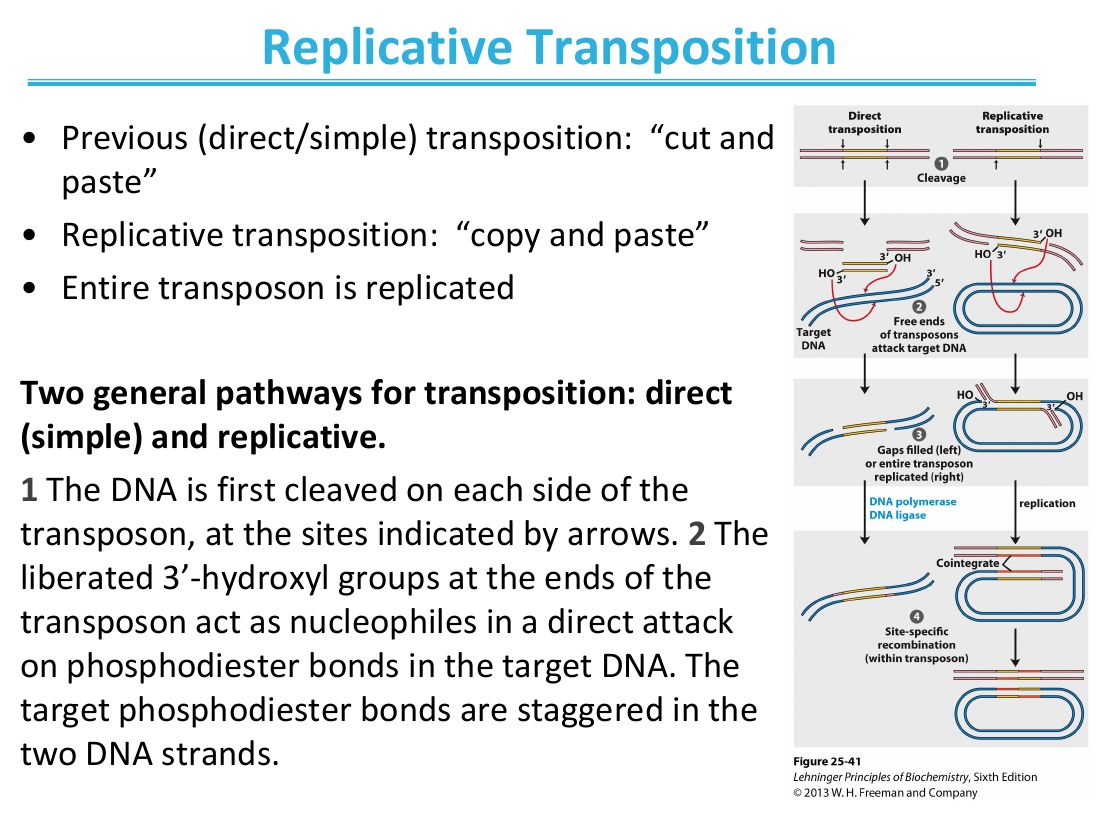 Replicative Transposition
• Previous (direct/simple) transposition: “cut and
paste”
• Replicative transposition: “copy and paste”
• Entire transposon is replicated
Two general pathways for transposition: direct
(simple) and replicative.
1 The DNA is first cleaved on each side of the
transposon, at the sites indicated by arrows. 2 The
liberated 3’-hydroxyl groups at the ends of the
transposon act as nucleophiles in a direct attack
on phosphodiester bonds in the target DNA. The
target phosphodiester bonds are staggered in the
two DNA strands.
Direct
transposition
Replicative
transposition
1
Cleavage
3′ OH
HO 3′
3′
5′
3′ OH
HO 3′
Target
DNA
2
Free ends
of transposons
attack target DNA
HO 3′
3′ OH
3
Gaps filled (left)
or entire transposon
replicated (right)
DNA polymerase
DNA ligase
replication
Cointegrate
4
Site-specific
recombination
(within transposon)
Figure 25-41
Lehninger Principles of Biochemistry, Sixth Edition
© 2013 W. H. Freeman and Company